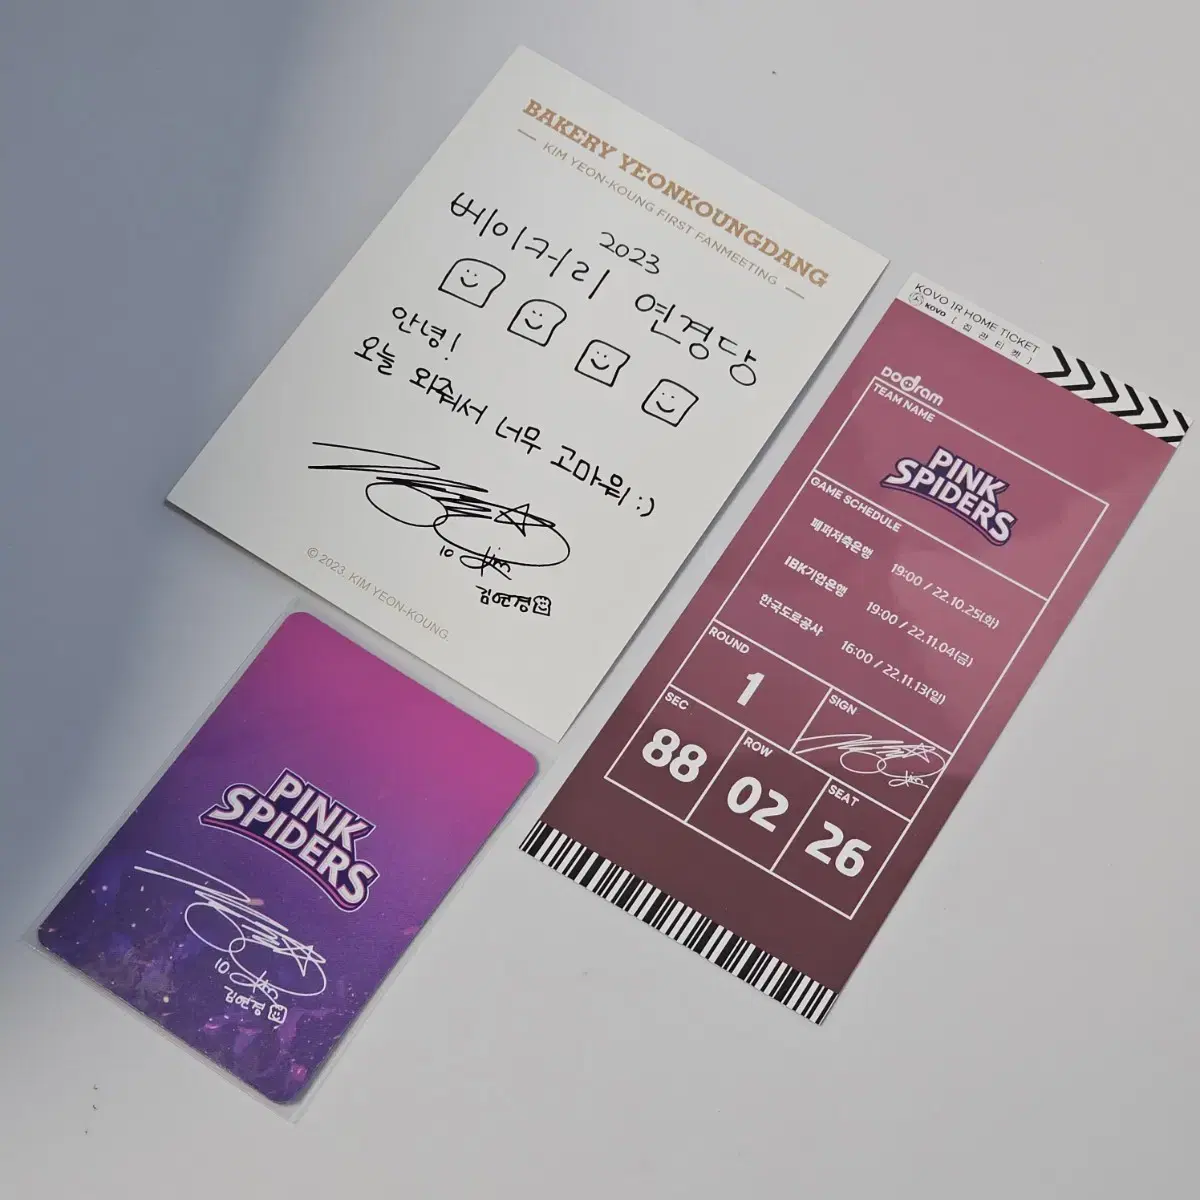 BAKERY YEONKOUNGDANG
KIM YEON-KOUNG FIRST FANMEETING
2023
베이커리 연경당
안녕!
오늘 와줘서 너무 고마워:)
10
김연경
© 2023. KIM YEON-KOUNG.
KOVO 1R HOME TICKET
KOVO [ 직관티켓 ]
Dodram
TEAM NAME
PINK
SPIDERS
GAME SCHEDULE
페퍼저축은행 19:00 / 22.10.25(화)
IBK기업은행 19:00 / 22.11.04(금)
한국도로공사 16:00 / 22.11.13(일)
ROUND
1
SIGN
SEC
88
ROW
02
SEAT
26
PINK
SPIDERS
10
김연경